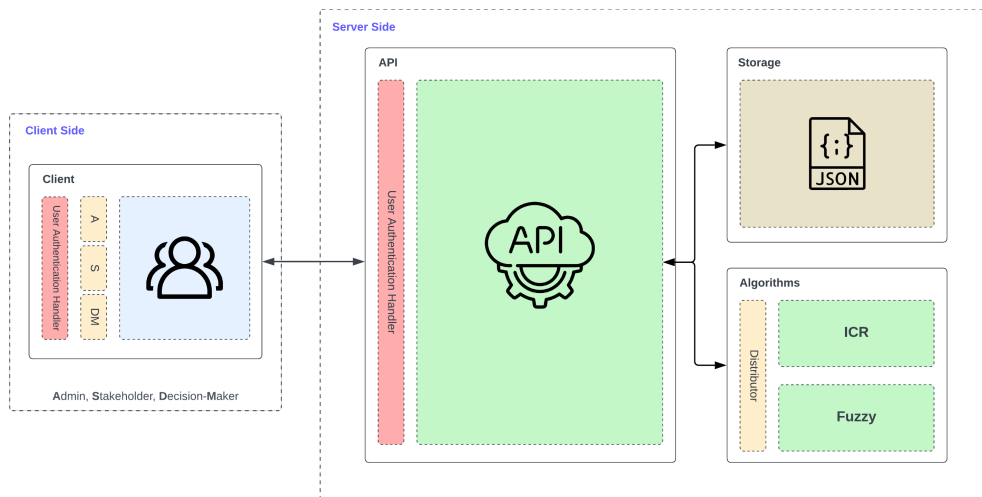 Server Side
Client Side
Client
User Authentication Handler
A
S
DM
Admin, Stakeholder, Decision-Maker
API
User Authentication Handler
API
Storage
{;}
JSON
Algorithms
Distributor
ICR
Fuzzy